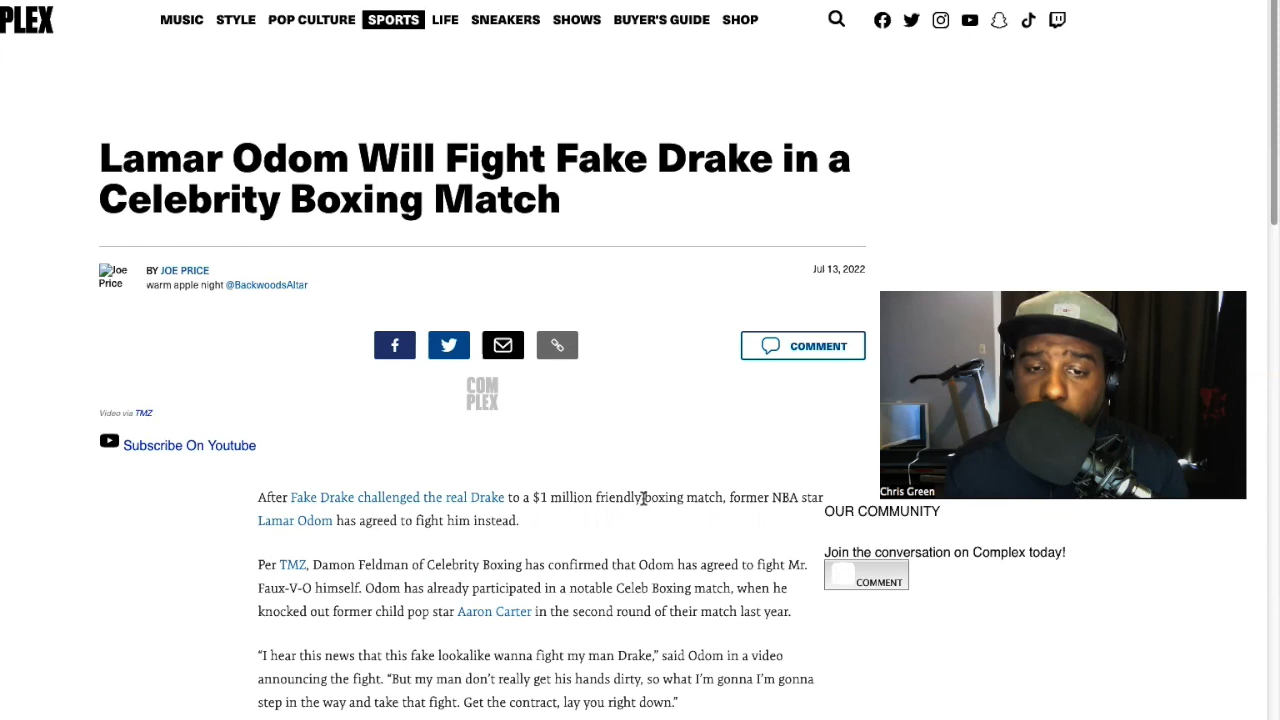 PLEX
MUSIC STYLE POP CULTURE SPORTS LIFE SNEAKERS SHOWS BUYER'S GUIDE SHOP
Lamar Odom Will Fight Fake Drake in a
Celebrity Boxing Match
Joe
Price
BY JOE PRICE
warm apple night @BackwoodsAltar
Jul 13, 2022
COMMENT
COM
PLEX
Video via TMZ
Subscribe On Youtube
After Fake Drake challenged the real Drake to a $1 million friendly boxing match, former NBA star
Lamar Odom has agreed to fight him instead.
Per TMZ, Damon Feldman of Celebrity Boxing has confirmed that Odom has agreed to fight Mr.
Faux-V-O himself. Odom has already participated in a notable Celeb Boxing match, when he
knocked out former child pop star Aaron Carter in the second round of their match last year.
“I hear this news that this fake lookalike wanna fight my man Drake,” said Odom in a video
announcing the fight. “But my man don’t really get his hands dirty, so what I’m gonna I’m gonna
step in the way and take that fight. Get the contract, lay you right down.”
Chris Green
OUR COMMUNITY
Join the conversation on Complex today!
COMMENT